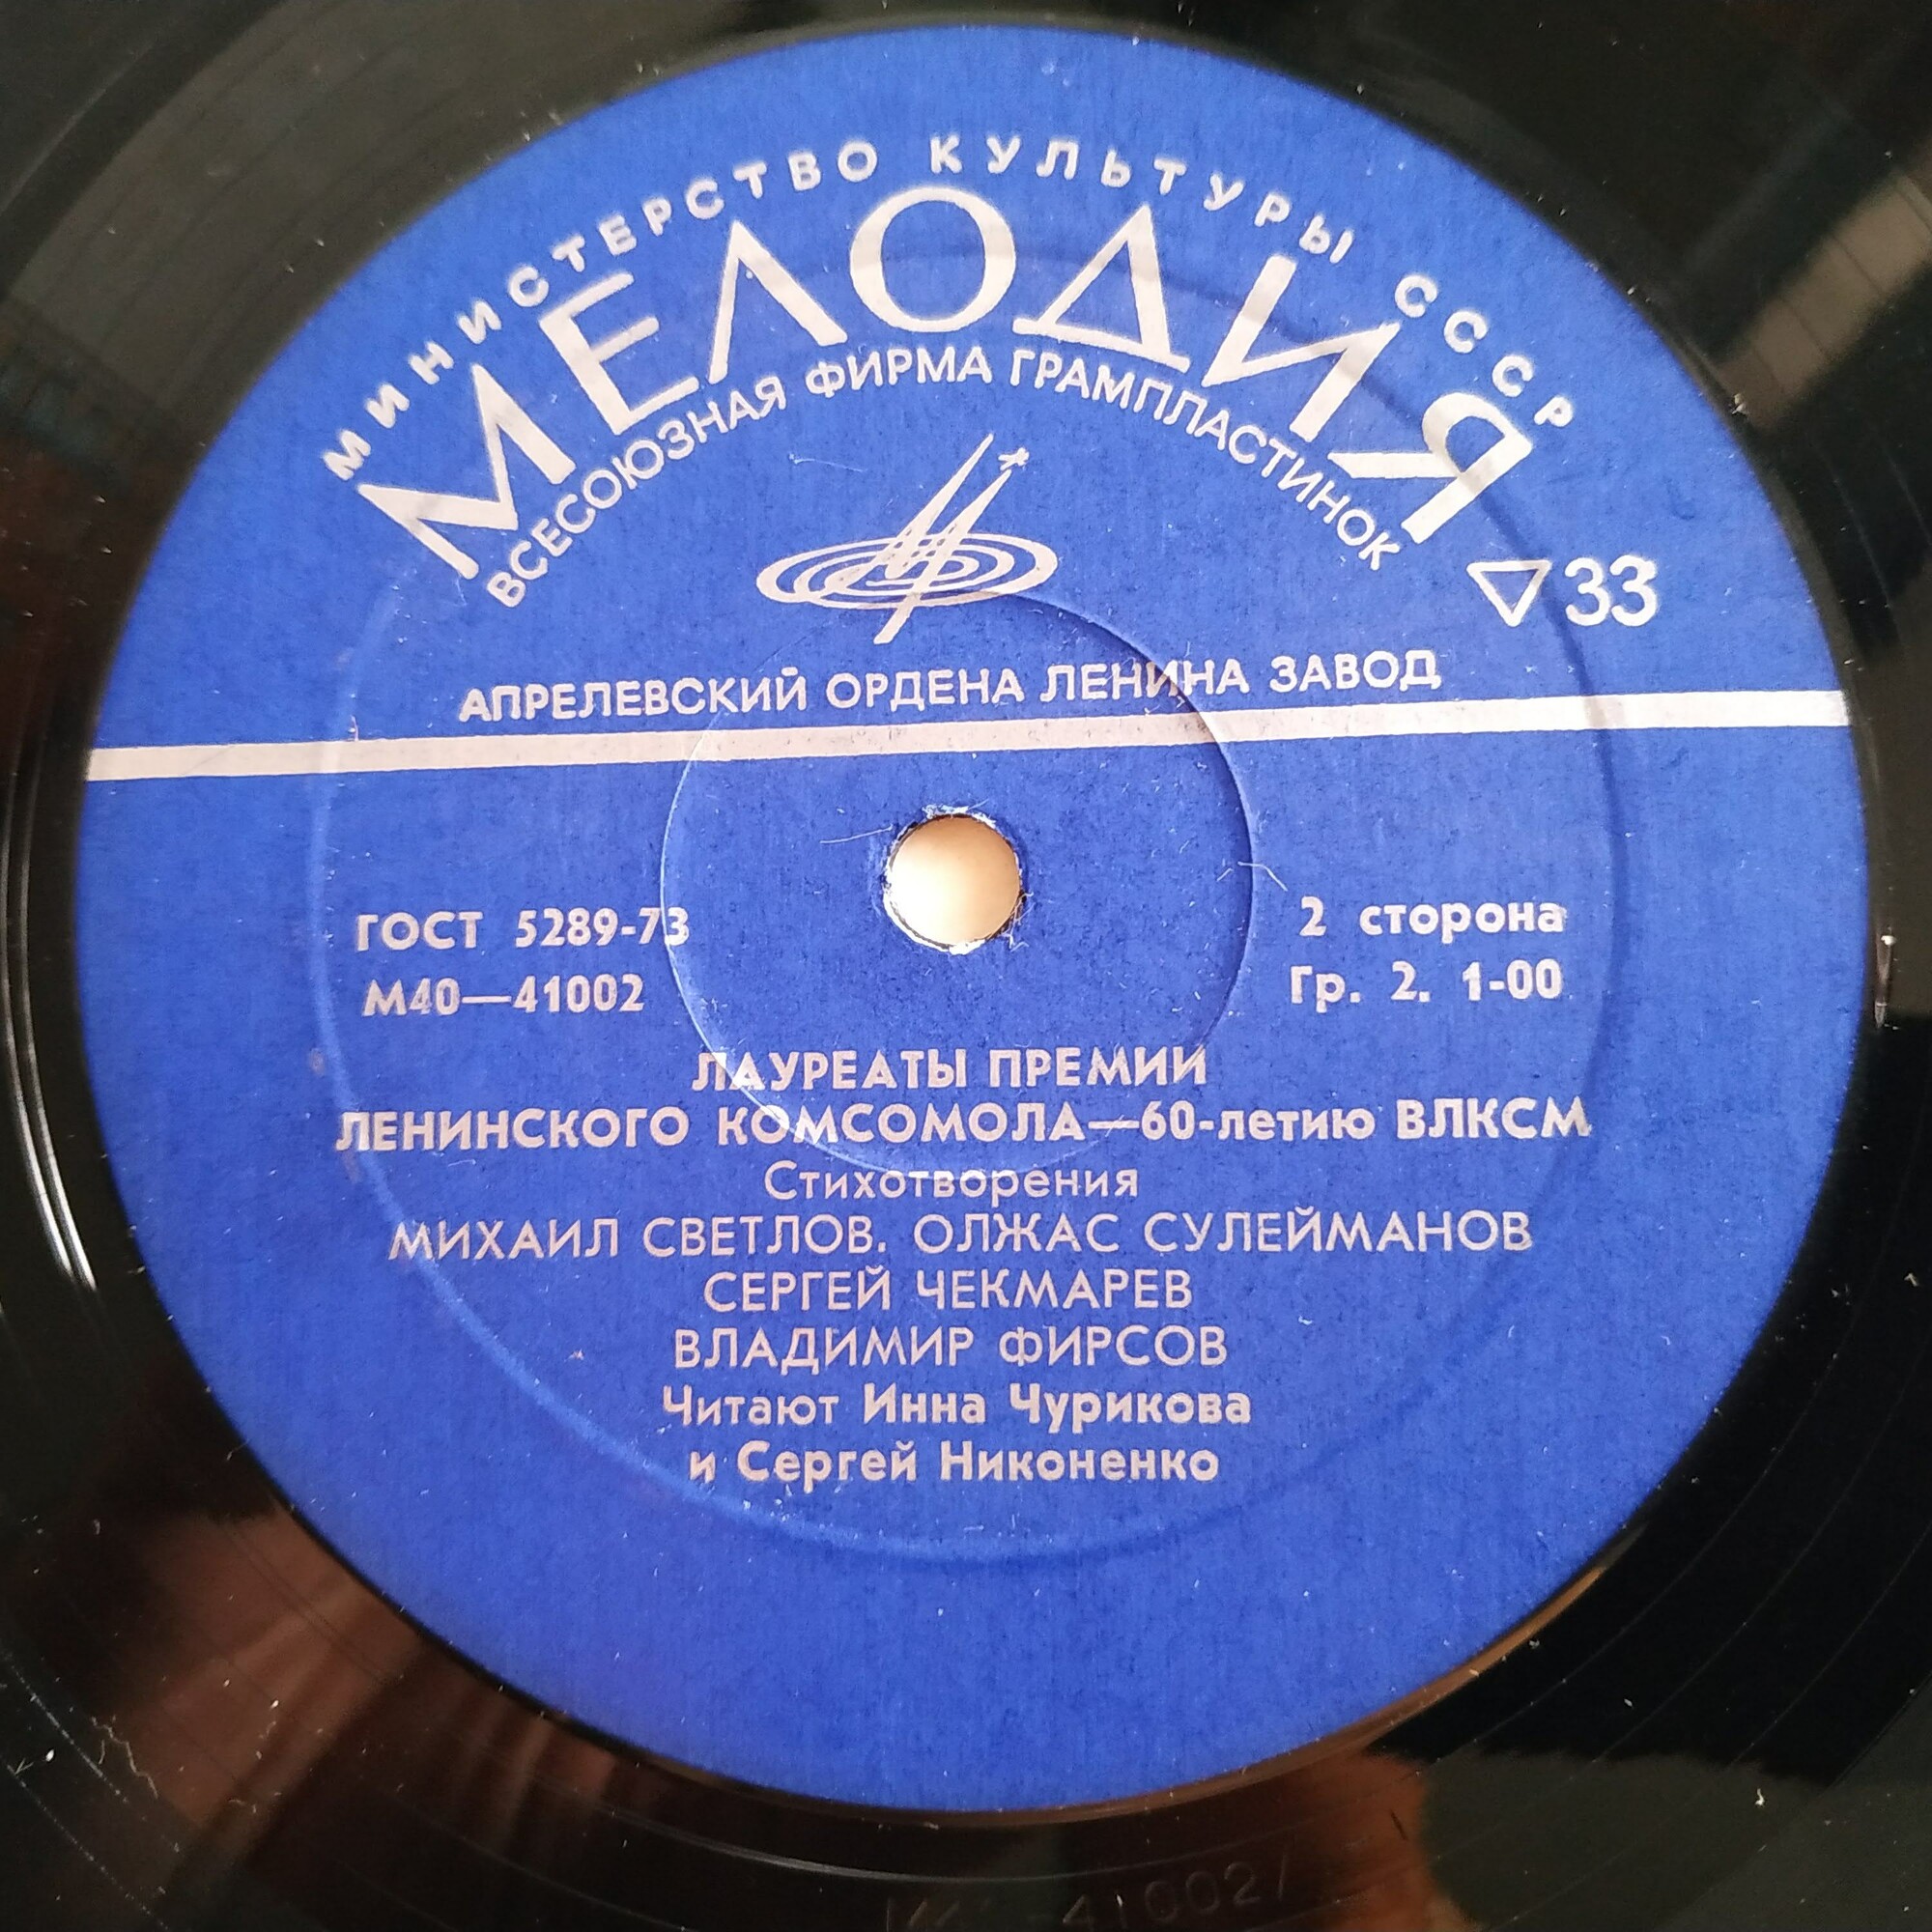 МИНИСТЕРСТВО КУЛЬТУРЫ СССР
МЕЛОДИЯ
ВСЕСОЮЗНАЯ ФИРМА ГРАМПЛАСТИНОК
33
АПРЕЛЕВСКИЙ ОРДЕНА ЛЕНИНА ЗАВОД
ГОСТ 5289-73
2 сторона
М40—41002
Гр. 2. 1-00
ЛАУРЕАТЫ ПРЕМИИ
ЛЕНИНСКОГО КОМСОМОЛА—60-летию ВЛКСМ
Стихотворения
МИХАИЛ СВЕТЛОВ. ОЛЖАС СУЛЕЙМАНОВ
СЕРГЕЙ ЧЕКМАРЕВ
ВЛАДИМИР ФИРСОВ
Читают Инна Чурикова
и Сергей Никоненко